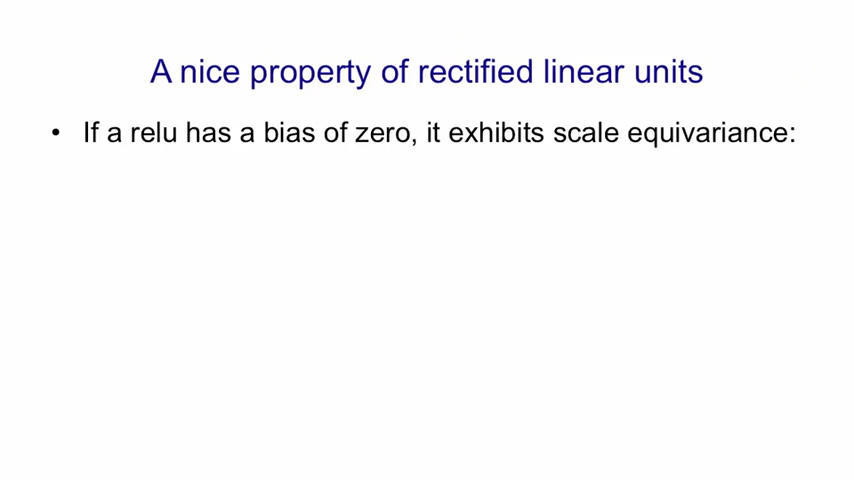 A nice property of rectified linear units
• If a relu has a bias of zero, it exhibits scale equivariance: